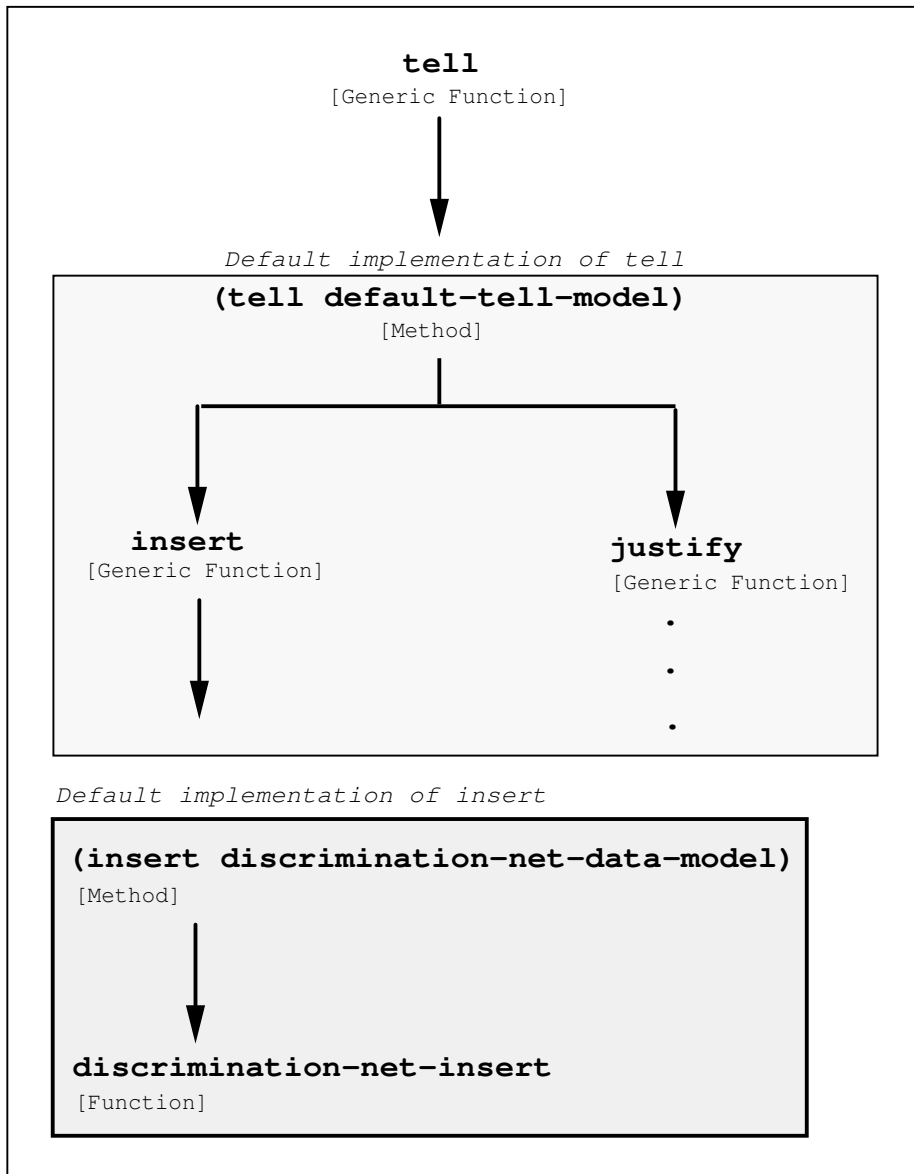 tell
[Generic Function]
Default implementation of tell
(tell default-tell-model)
[Method]
insert
[Generic Function]
justify
[Generic Function]
.
.
.
Default implementation of insert
(insert discrimination-net-data-model)
[Method]
discrimination-net-insert
[Function]